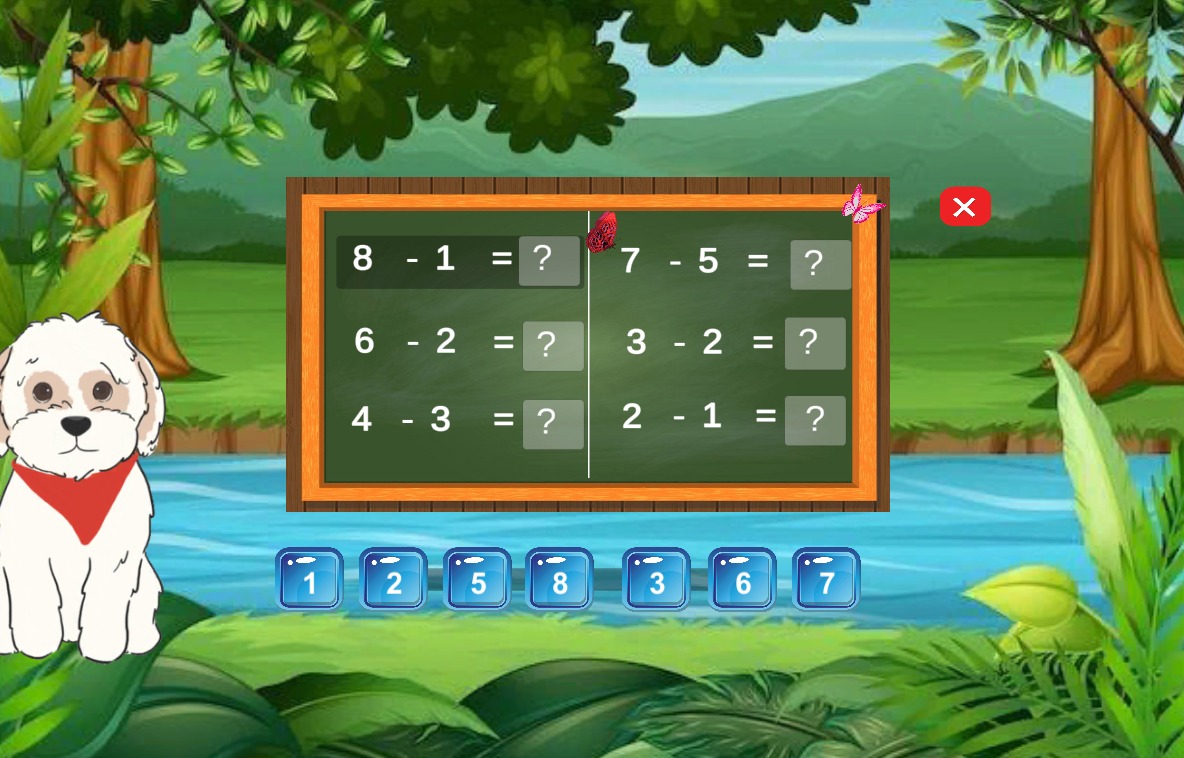 8 - 1 = ?
6 - 2 = ?
4 - 3 = ?
7 - 5 = ?
3 - 2 = ?
2 - 1 = ?
1 2 5 8 3 6 7